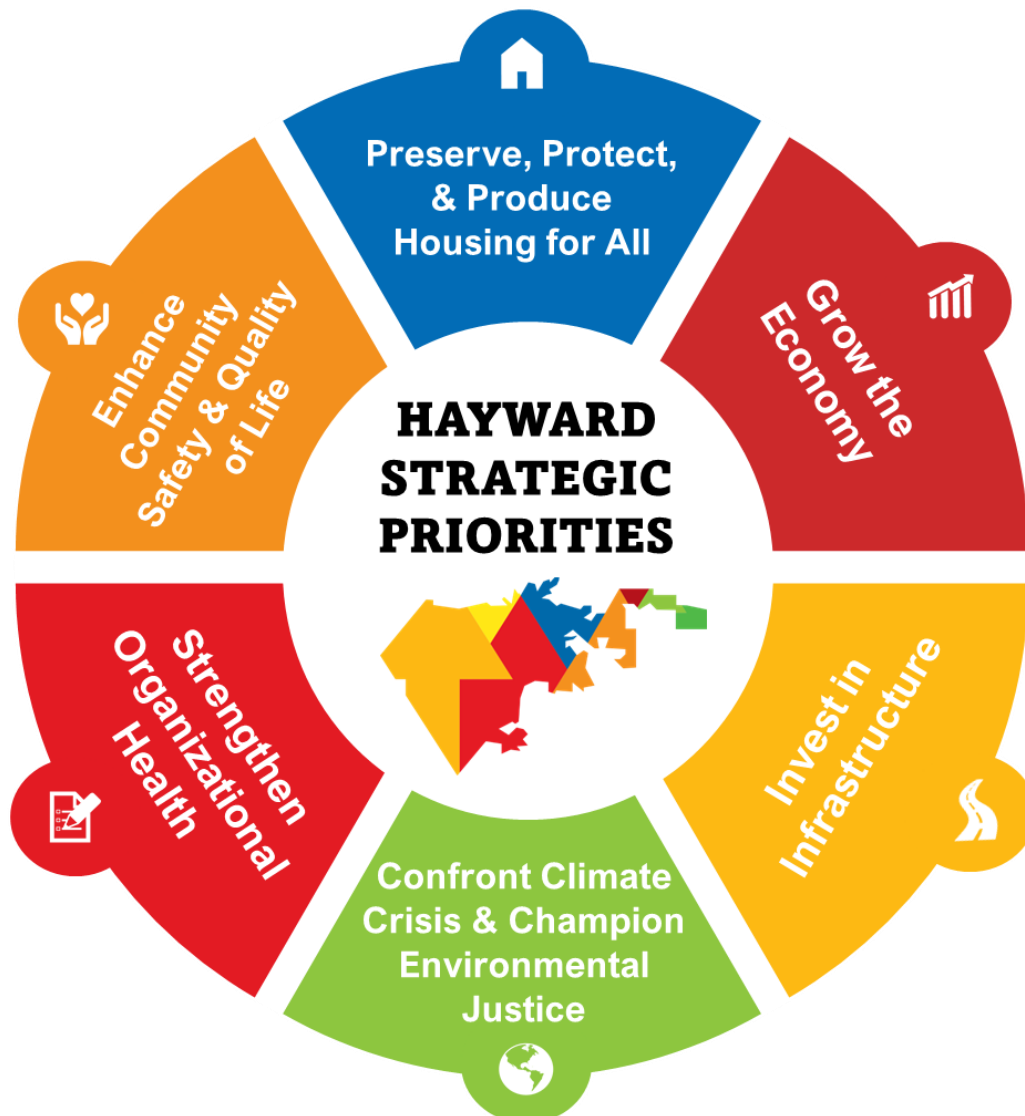 Preserve, Protect,
& Produce
Housing for All
Grow the
Economy
Invest in
Infrastructure
Confront Climate
Crisis & Champion
Environmental
Justice
Strengthen
Organizational
Health
Enhance
Community
Safety & Quality
of Life
HAYWARD
STRATEGIC
PRIORITIES